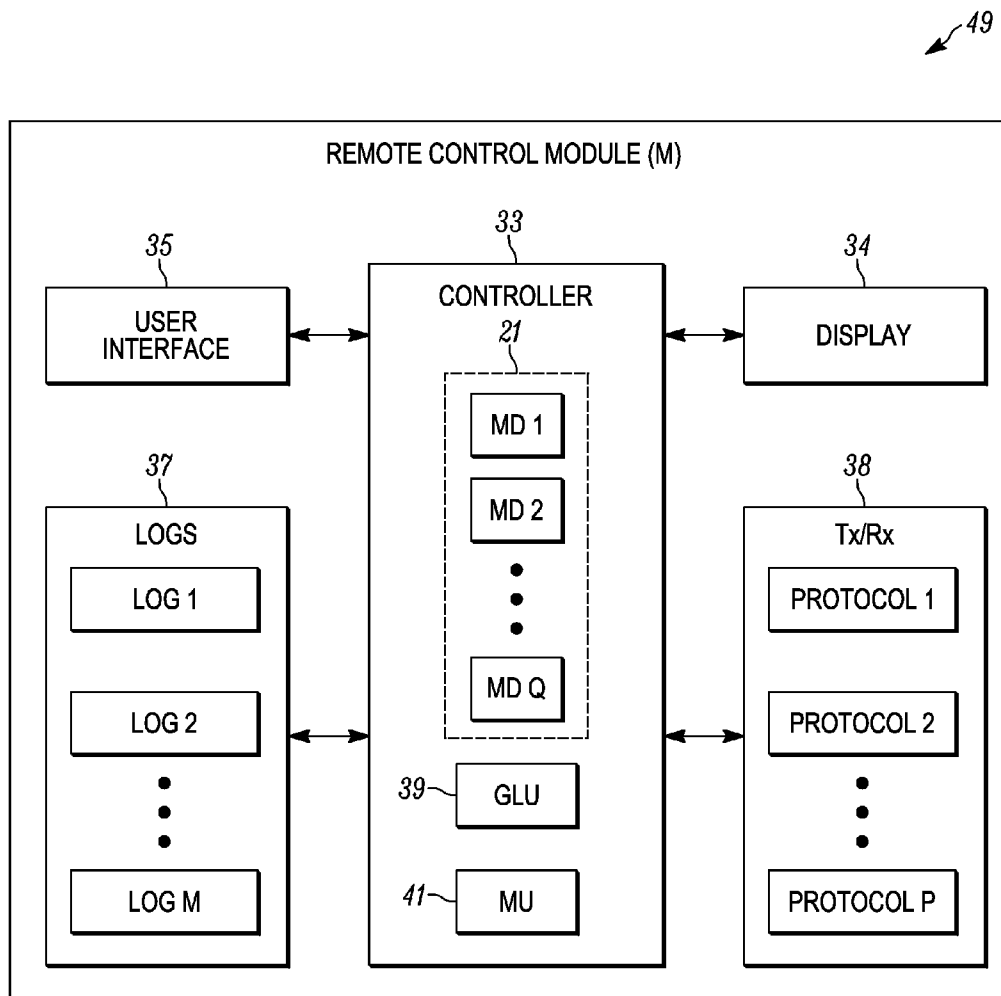 49
REMOTE CONTROL MODULE (M)
35
USER
INTERFACE
33
CONTROLLER
34
DISPLAY
21
MD 1
MD 2
MD Q
37
LOGS
LOG 1
LOG 2
LOG M
38
Tx/Rx
PROTOCOL 1
PROTOCOL 2
PROTOCOL P
39
GLU
41
MU